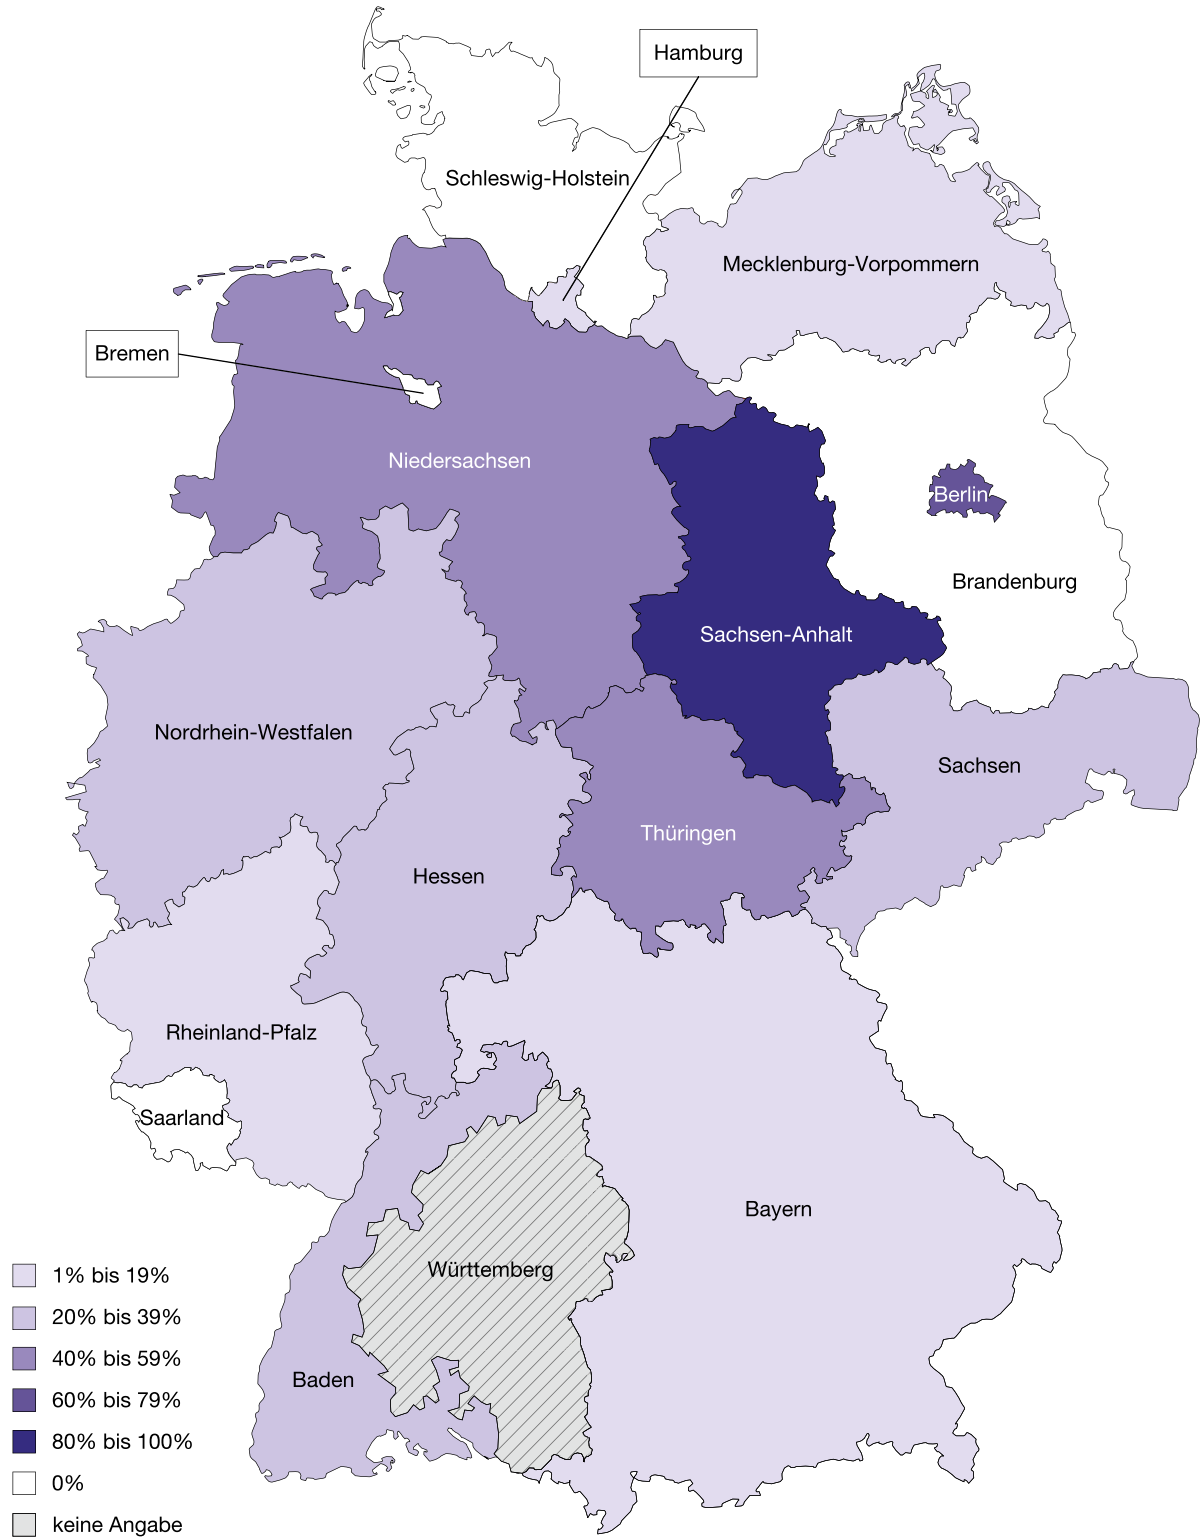 Hamburg
Schleswig-Holstein
Mecklenburg-Vorpommern
Bremen
Niedersachsen
Berlin
Brandenburg
Sachsen-Anhalt
Nordrhein-Westfalen
Sachsen
Thüringen
Hessen
Rheinland-Pfalz
Saarland
Bayern
Württemberg
Baden
1% bis 19%
20% bis 39%
40% bis 59%
60% bis 79%
80% bis 100%
0%
keine Angabe